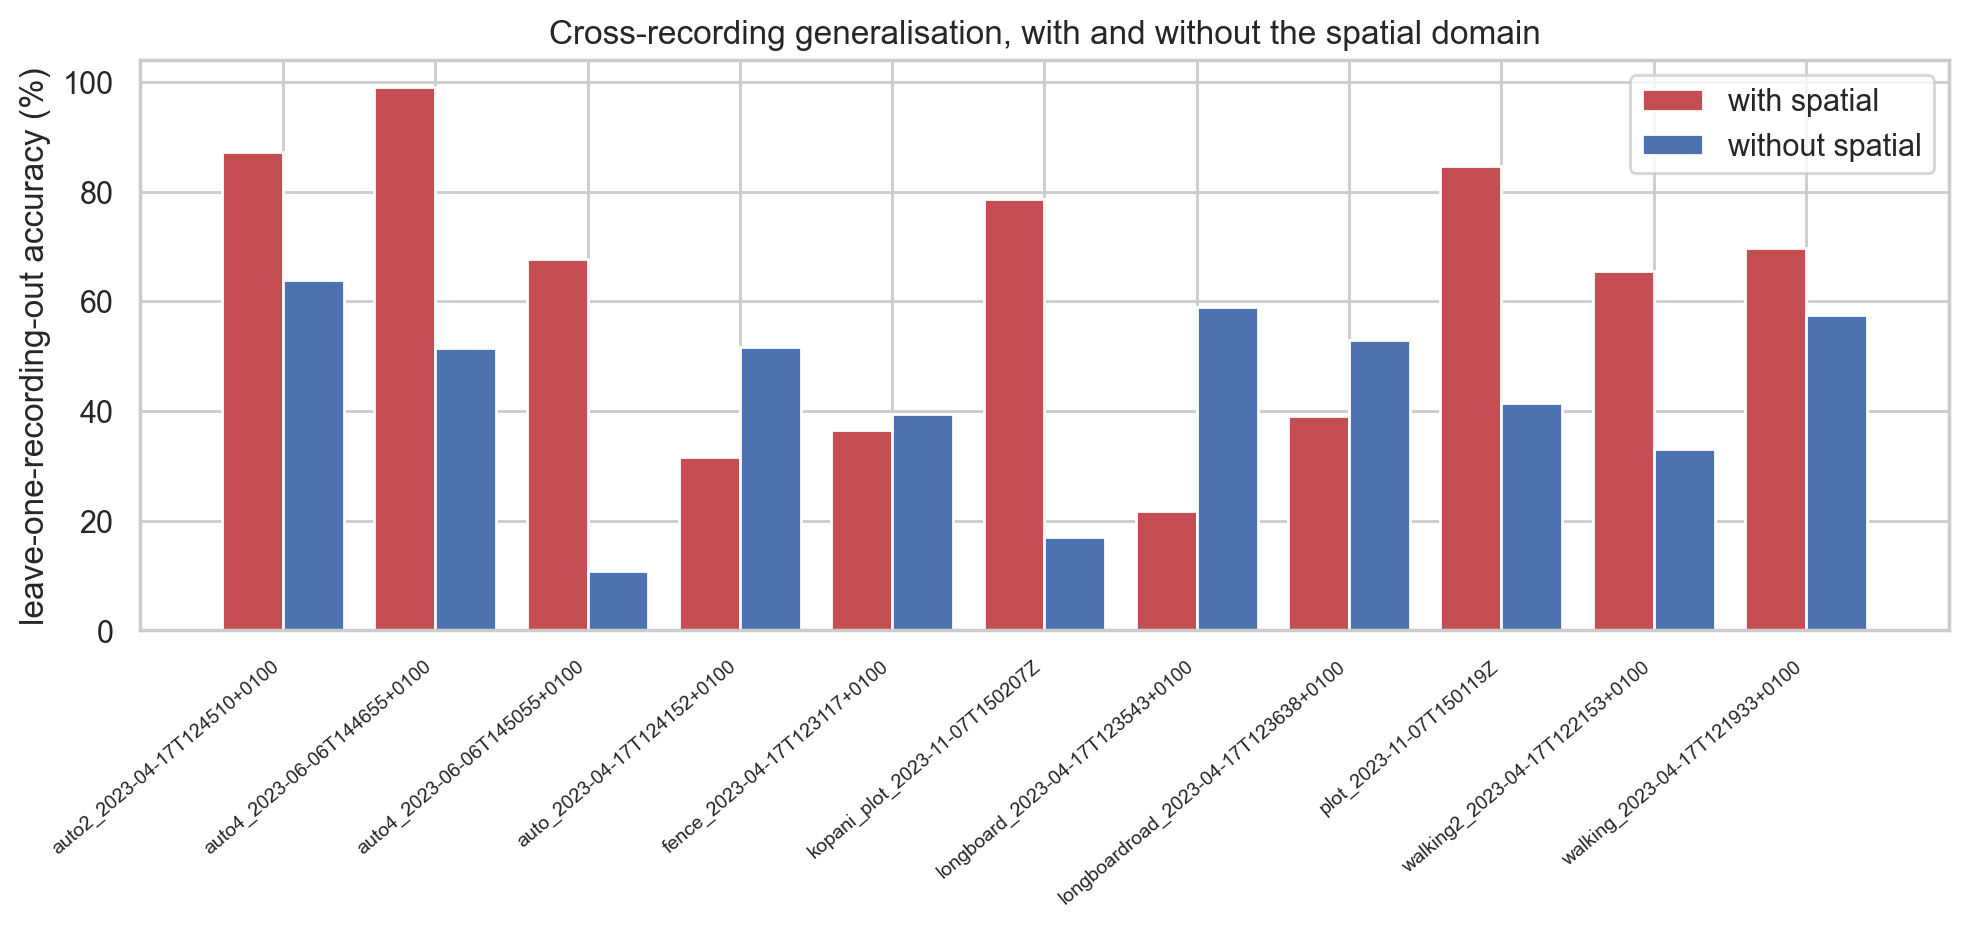 Cross-recording generalisation, with and without the spatial domain
leave-one-recording-out accuracy (%)
100
80
60
40
20
0
with spatial
without spatial
auto2_2023-04-17T124510+0100
auto4_2023-06-06T144655+0100
auto4_2023-06-06T145055+0100
auto_2023-04-17T124152+0100
fence_2023-04-17T123117+0100
kopani_plot_2023-11-07T150207Z
longboard_2023-04-17T123543+0100
longboardroad_2023-04-17T123638+0100
plot_2023-11-07T150119Z
walking2_2023-04-17T122153+0100
walking_2023-04-17T121933+0100